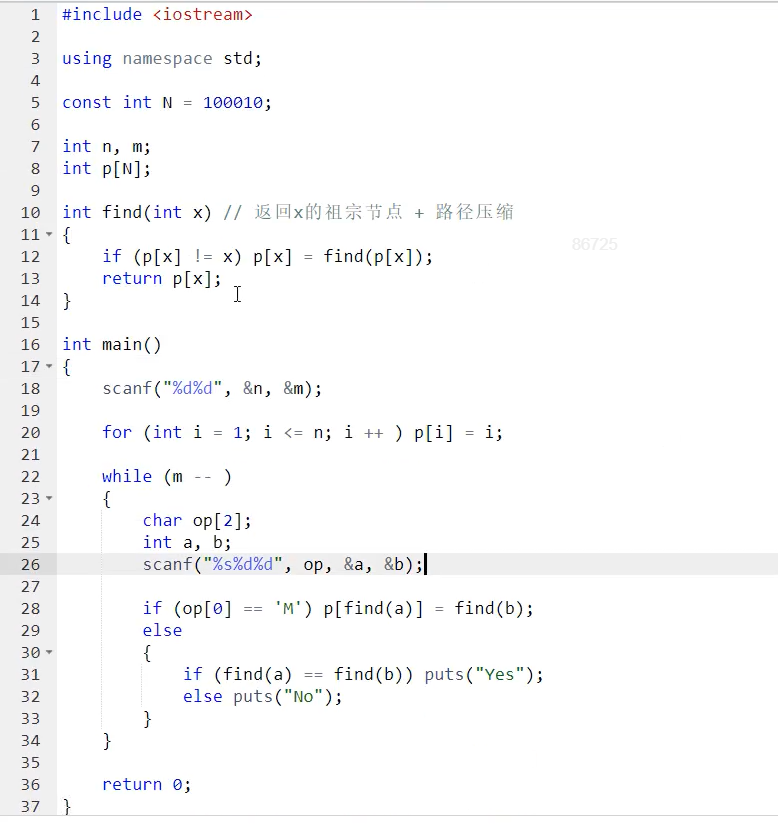 1 #include <iostream>
2
3 using namespace std;
4
5 const int N = 100010;
6
7 int n, m;
8 int p[N];
9
10 int find(int x) // 返回x的祖宗节点 + 路径压缩
11 {
86725
12     if (p[x] != x) p[x] = find(p[x]);
13     return p[x];
14 }
15
16 int main()
17 {
18     scanf("%d%d", &n, &m);
19
20     for (int i = 1; i <= n; i ++ ) p[i] = i;
21
22     while (m -- )
23     {
24         char op[2];
25         int a, b;
26         scanf("%s%d%d", op, &a, &b);
27
28         if (op[0] == 'M') p[find(a)] = find(b);
29         else
30         {
31             if (find(a) == find(b)) puts("Yes");
32             else puts("No");
33         }
34     }
35
36     return 0;
37 }